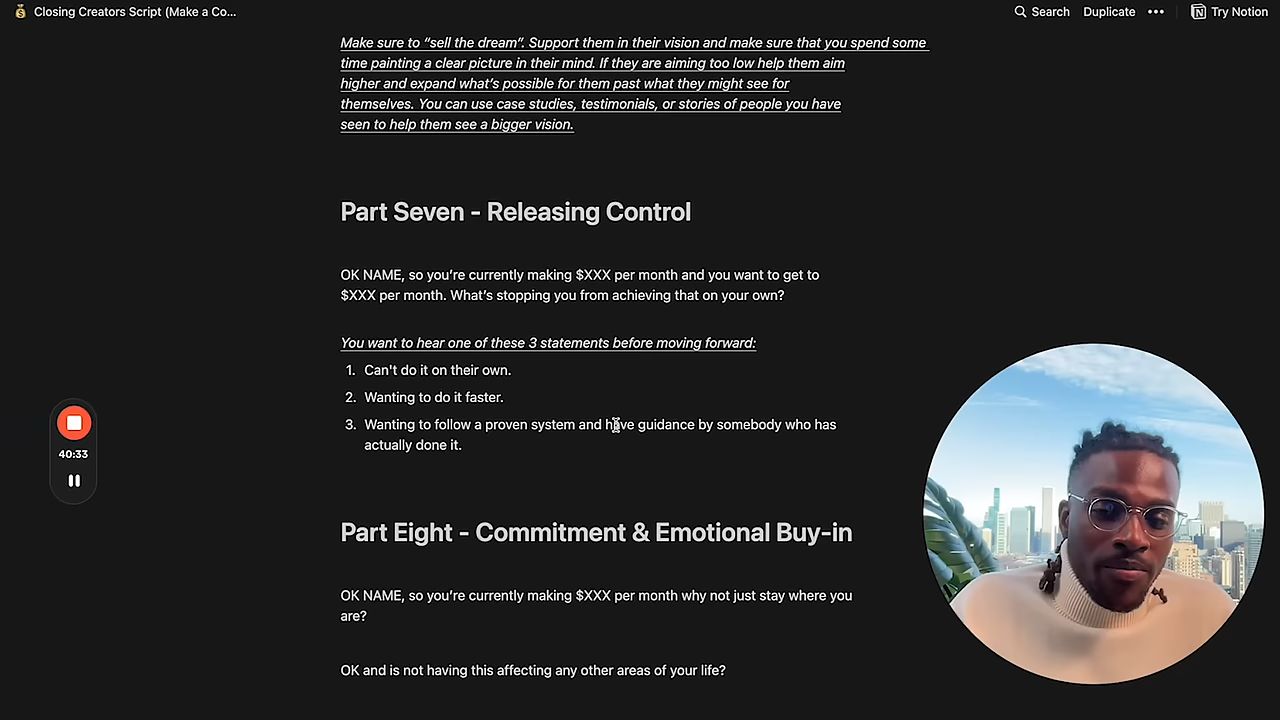 Closing Creators Script (Make a Co...
Search
Duplicate
Try Notion
Make sure to “sell the dream”. Support them in their vision and make sure that you spend some
time painting a clear picture in their mind. If they are aiming too low help them aim
higher and expand what’s possible for them past what they might see for
themselves. You can use case studies, testimonials, or stories of people you have
seen to help them see a bigger vision.
Part Seven - Releasing Control
OK NAME, so you’re currently making $XXX per month and you want to get to
$XXX per month. What’s stopping you from achieving that on your own?
You want to hear one of these 3 statements before moving forward:
1. Can't do it on their own.
2. Wanting to do it faster.
3. Wanting to follow a proven system and have guidance by somebody who has
actually done it.
40:33
Part Eight - Commitment & Emotional Buy-in
OK NAME, so you’re currently making $XXX per month why not just stay where you
are?
OK and is not having this affecting any other areas of your life?